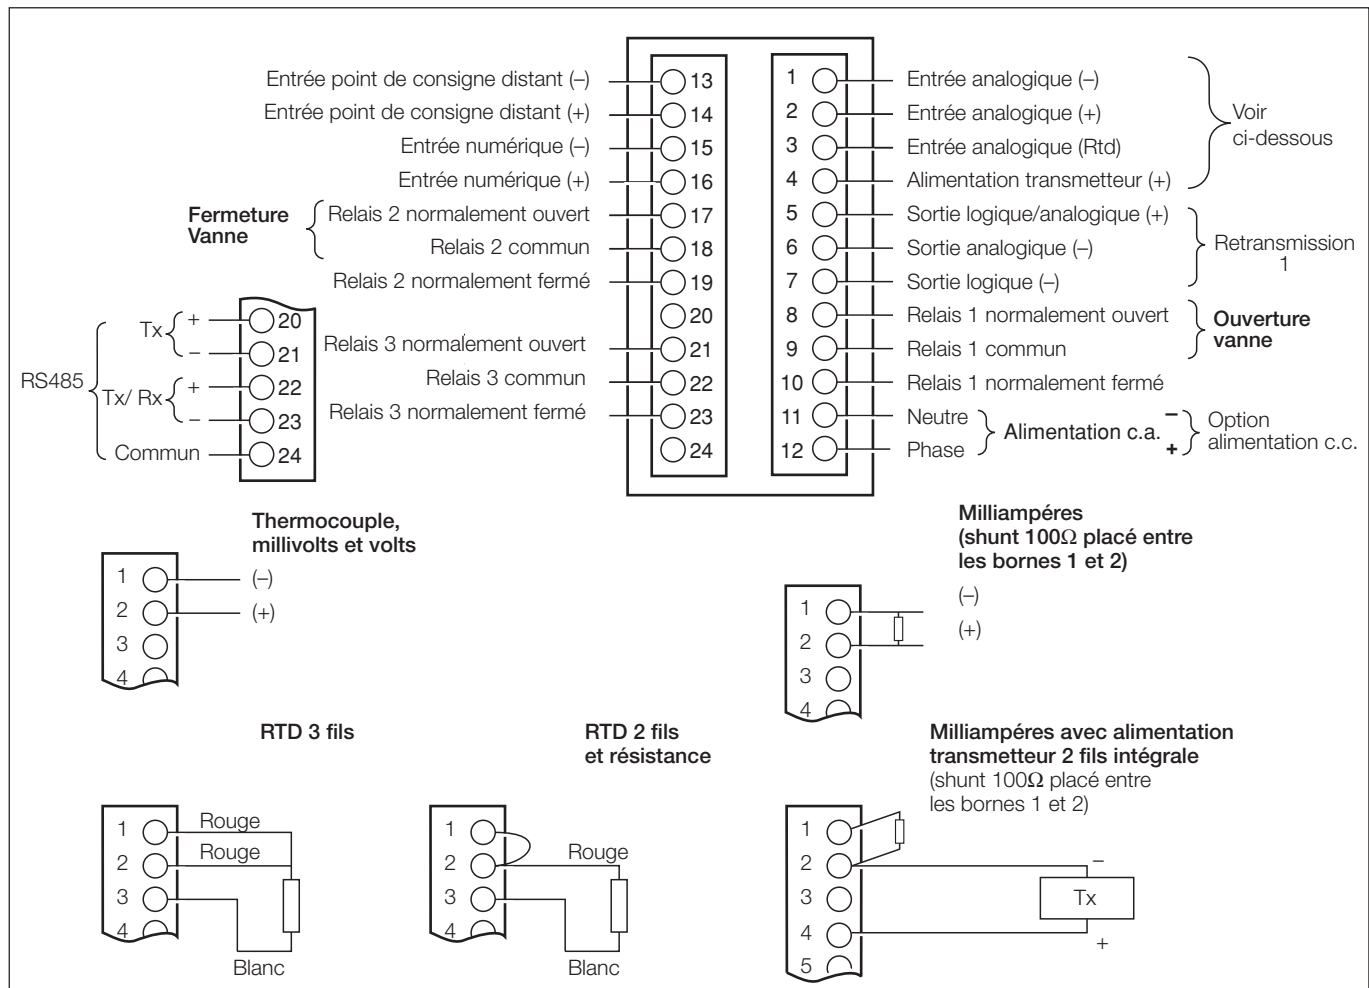 Entrée point de consigne distant (–) 13
Entrée point de consigne distant (+) 14
Entrée numérique (–) 15
Entrée numérique (+) 16
Fermeture
Vanne
Relais 2 normalement ouvert 17
Relais 2 commun 18
Relais 2 normalement fermé 19
20
Relais 3 normalement ouvert 21
Relais 3 commun 22
Relais 3 normalement fermé 23
24
1 Entrée analogique (–)
2 Entrée analogique (+)
3 Entrée analogique (Rtd)
4 Alimentation transmetteur (+)
Voir
ci-dessous
5 Sortie logique/analogique (+)
6 Sortie analogique (–)
7 Sortie logique (–)
Retransmission
1
8 Relais 1 normalement ouvert
9 Relais 1 commun
Ouverture
vanne
10 Relais 1 normalement fermé
11 Neutre
12 Phase
Alimentation c.a.
–
+
Option
alimentation c.c.
RS485
Tx
+ 20
– 21
Tx/ Rx
+ 22
– 23
Commun 24
Thermocouple,
millivolts et volts
1 (–)
2 (+)
3
4
Milliampéres
(shunt 100Ω placé entre
les bornes 1 et 2)
1 (–)
2 (+)
3
4
RTD 3 fils
1 Rouge
2 Rouge
3
4
Blanc
RTD 2 fils
et résistance
1
2 Rouge
3
4
Blanc
Milliampéres avec alimentation
transmetteur 2 fils intégrale
(shunt 100Ω placé entre
les bornes 1 et 2)
1
2
–
3
Tx
4
+
5